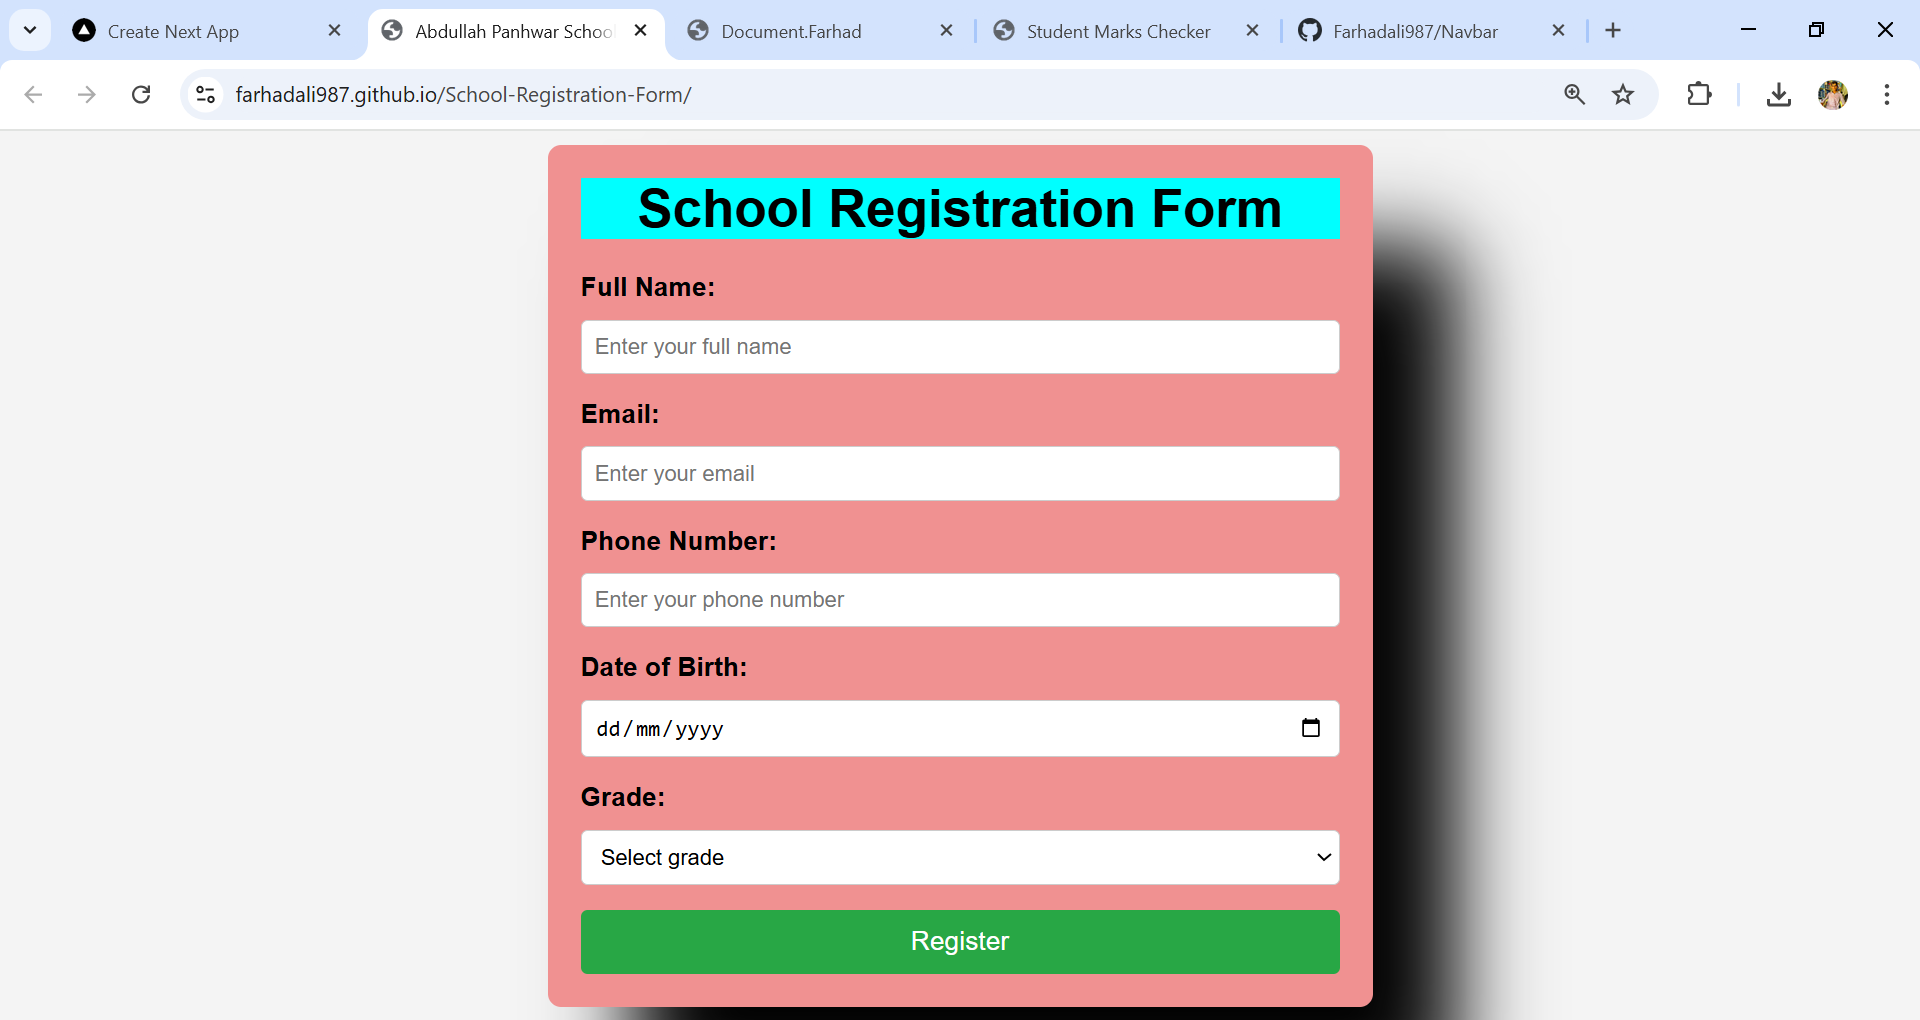 Create Next App
Abdullah Panhwar Schoo
Document.Farhad
Student Marks Checker
Farhadali987/Navbar
farhadali987.github.io/School-Registration-Form/
School Registration Form
Full Name:
Enter your full name
Email:
Enter your email
Phone Number:
Enter your phone number
Date of Birth:
dd/mm/yyyy
Grade:
Select grade
Register